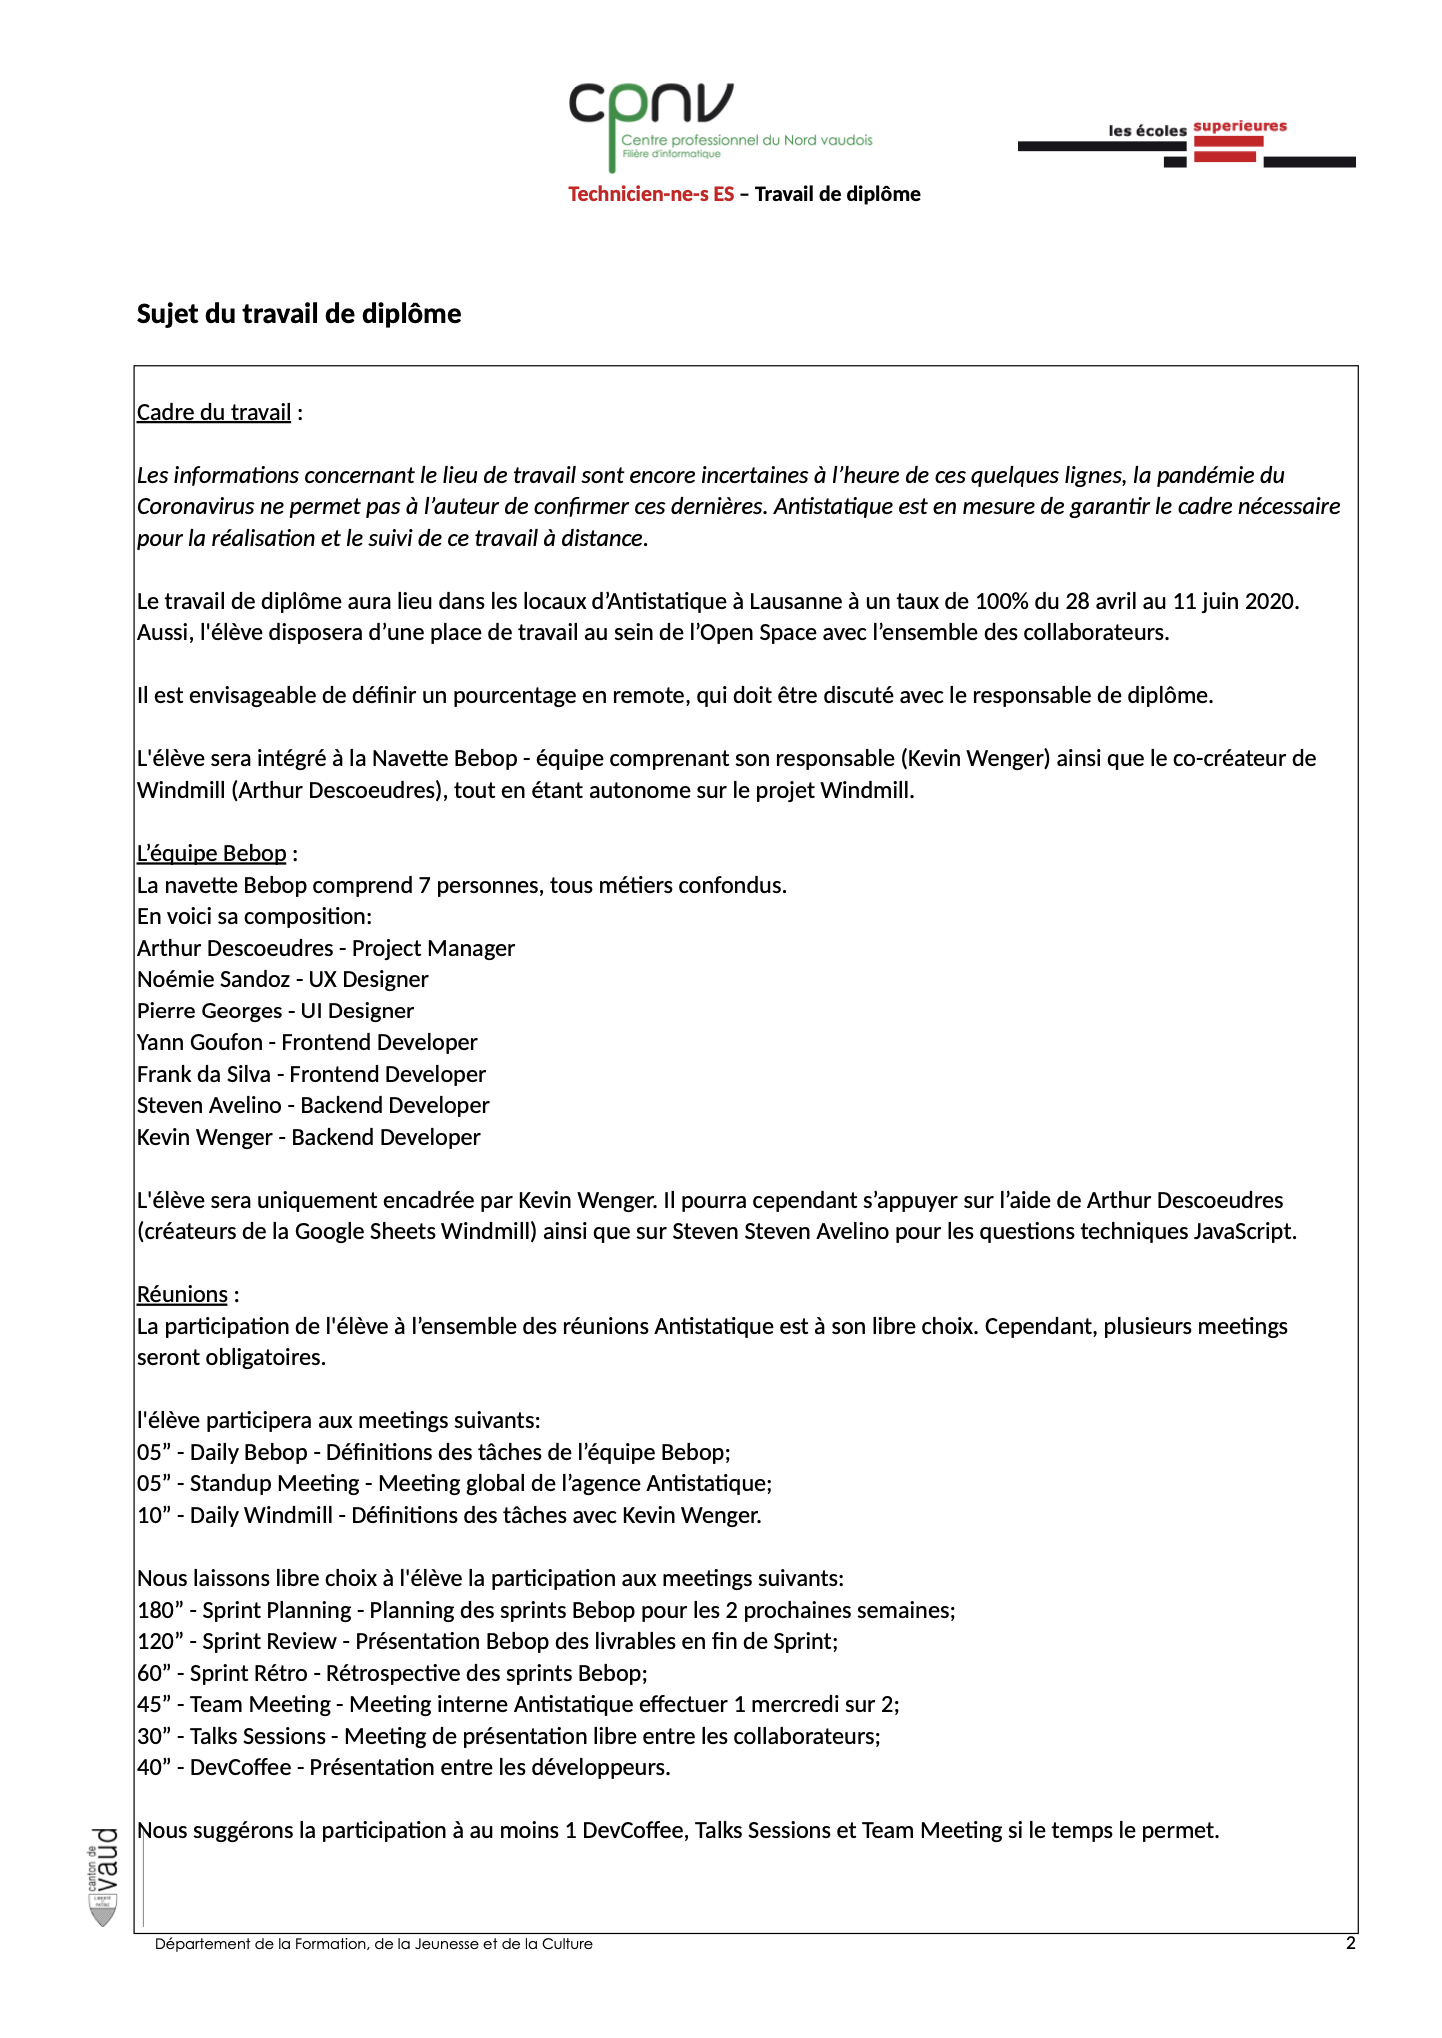 cpnv
Centre professionnel du Nord vaudois
Filière d'informatique
les écoles superieures
Technicien-ne-s ES – Travail de diplôme
Sujet du travail de diplôme
Cadre du travail :
Les informations concernant le lieu de travail sont encore incertaines à l’heure de ces quelques lignes, la pandémie du
Coronavirus ne permet pas à l’auteur de confirmer ces dernières. Antistatique est en mesure de garantir le cadre nécessaire
pour la réalisation et le suivi de ce travail à distance.
Le travail de diplôme aura lieu dans les locaux d’Antistatique à Lausanne à un taux de 100% du 28 avril au 11 juin 2020.
Aussi, l'élève disposera d’une place de travail au sein de l’Open Space avec l’ensemble des collaborateurs.
Il est envisageable de définir un pourcentage en remote, qui doit être discuté avec le responsable de diplôme.
L'élève sera intégré à la Navette Bebop - équipe comprenant son responsable (Kevin Wenger) ainsi que le co-créateur de
Windmill (Arthur Descoeudres), tout en étant autonome sur le projet Windmill.
L’équipe Bebop :
La navette Bebop comprend 7 personnes, tous métiers confondus.
En voici sa composition:
Arthur Descoeudres - Project Manager
Noémie Sandoz - UX Designer
Pierre Georges - UI Designer
Yann Goufon - Frontend Developer
Frank da Silva - Frontend Developer
Steven Avelino - Backend Developer
Kevin Wenger - Backend Developer
L'élève sera uniquement encadrée par Kevin Wenger. Il pourra cependant s’appuyer sur l’aide de Arthur Descoeudres
(créateurs de la Google Sheets Windmill) ainsi que sur Steven Steven Avelino pour les questions techniques JavaScript.
Réunions :
La participation de l'élève à l’ensemble des réunions Antistatique est à son libre choix. Cependant, plusieurs meetings
seront obligatoires.
l'élève participera aux meetings suivants:
05” - Daily Bebop - Définitions des tâches de l’équipe Bebop;
05” - Standup Meeting - Meeting global de l’agence Antistatique;
10” - Daily Windmill - Définitions des tâches avec Kevin Wenger.
Nous laissons libre choix à l'élève la participation aux meetings suivants:
180” - Sprint Planning - Planning des sprints Bebop pour les 2 prochaines semaines;
120” - Sprint Review - Présentation Bebop des livrables en fin de Sprint;
60” - Sprint Rétro - Rétrospective des sprints Bebop;
45” - Team Meeting - Meeting interne Antistatique effectuer 1 mercredi sur 2;
30” - Talks Sessions - Meeting de présentation libre entre les collaborateurs;
40” - DevCoffee - Présentation entre les développeurs.
Nous suggérons la participation à au moins 1 DevCoffee, Talks Sessions et Team Meeting si le temps le permet.
canton de
vaud
Département de la Formation, de la Jeunesse et de la Culture
2